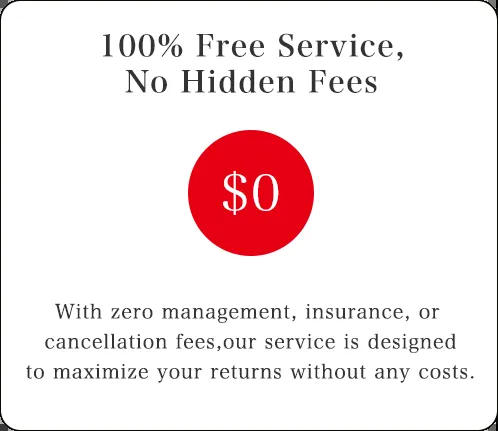 100% Free Service,
No Hidden Fees
$0
With zero management, insurance, or
cancellation fees,our service is designed
to maximize your returns without any costs.